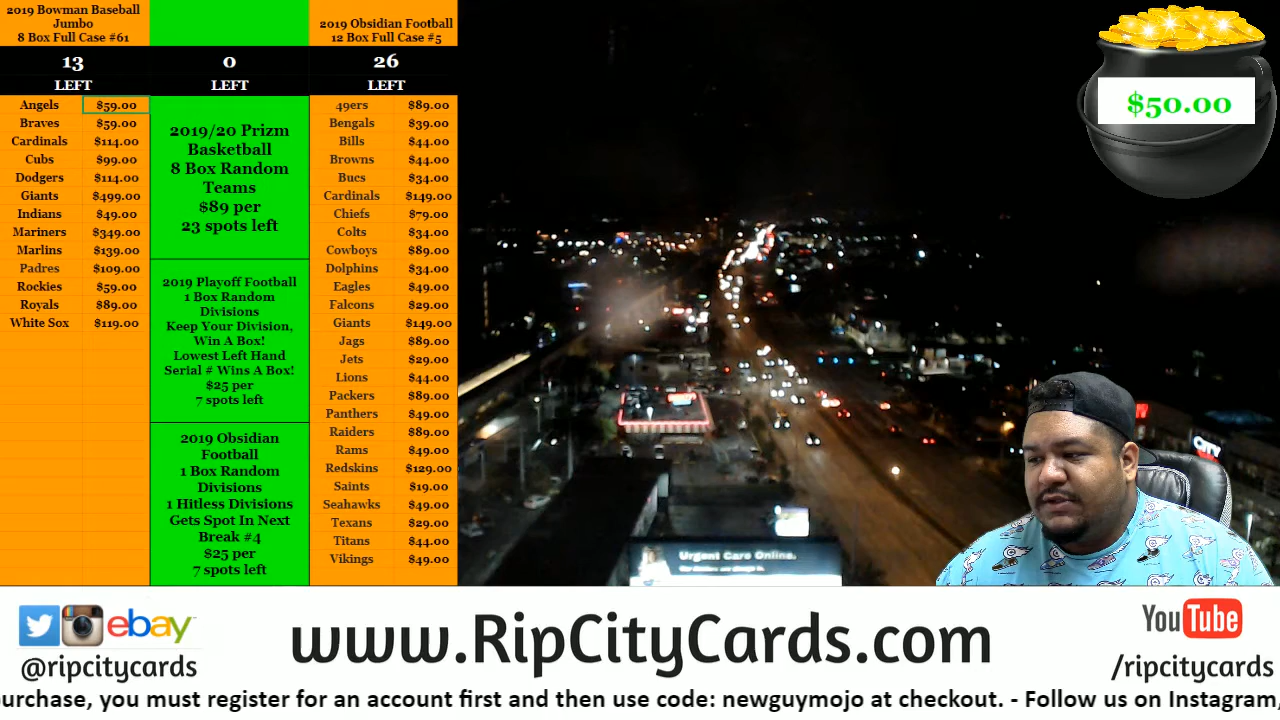 2019 Bowman Baseball
Jumbo
8 Box Full Case #61
13
LEFT
Angels $59.00
Braves $59.00
Cardinals $114.00
Cubs $99.00
Dodgers $114.00
Giants $499.00
Indians $49.00
Mariners $349.00
Marlins $139.00
Padres $109.00
Rockies $59.00
Royals $89.00
White Sox $119.00
0
LEFT
2019/20 Prizm
Basketball
8 Box Random
Teams
$89 per
23 spots left
2019 Playoff Football
1 Box Random
Divisions
Keep Your Division,
Win A Box!
Lowest Left Hand
Serial # Wins A Box!
$25 per
7 spots left
2019 Obsidian
Football
1 Box Random
Divisions
1 Hitless Divisions
Gets Spot In Next
Break #4
$25 per
7 spots left
2019 Obsidian Football
12 Box Full Case #5
26
LEFT
49ers $89.00
Bengals $39.00
Bills $44.00
Browns $44.00
Bucs $34.00
Cardinals $149.00
Chiefs $79.00
Colts $34.00
Cowboys $89.00
Dolphins $34.00
Eagles $49.00
Falcons $29.00
Giants $149.00
Jags $89.00
Jets $29.00
Lions $44.00
Packers $89.00
Panthers $49.00
Raiders $89.00
Rams $49.00
Redskins $129.00
Saints $19.00
Seahawks $49.00
Texans $29.00
Titans $44.00
Vikings $49.00
$50.00
Urgent Care Online.
CITY
ebay
@ripcitycards
www.RipCityCards.com
YouTube
/ripcitycards
purchase, you must register for an account first and then use code: newguymojo at checkout. - Follow us on Instagram,